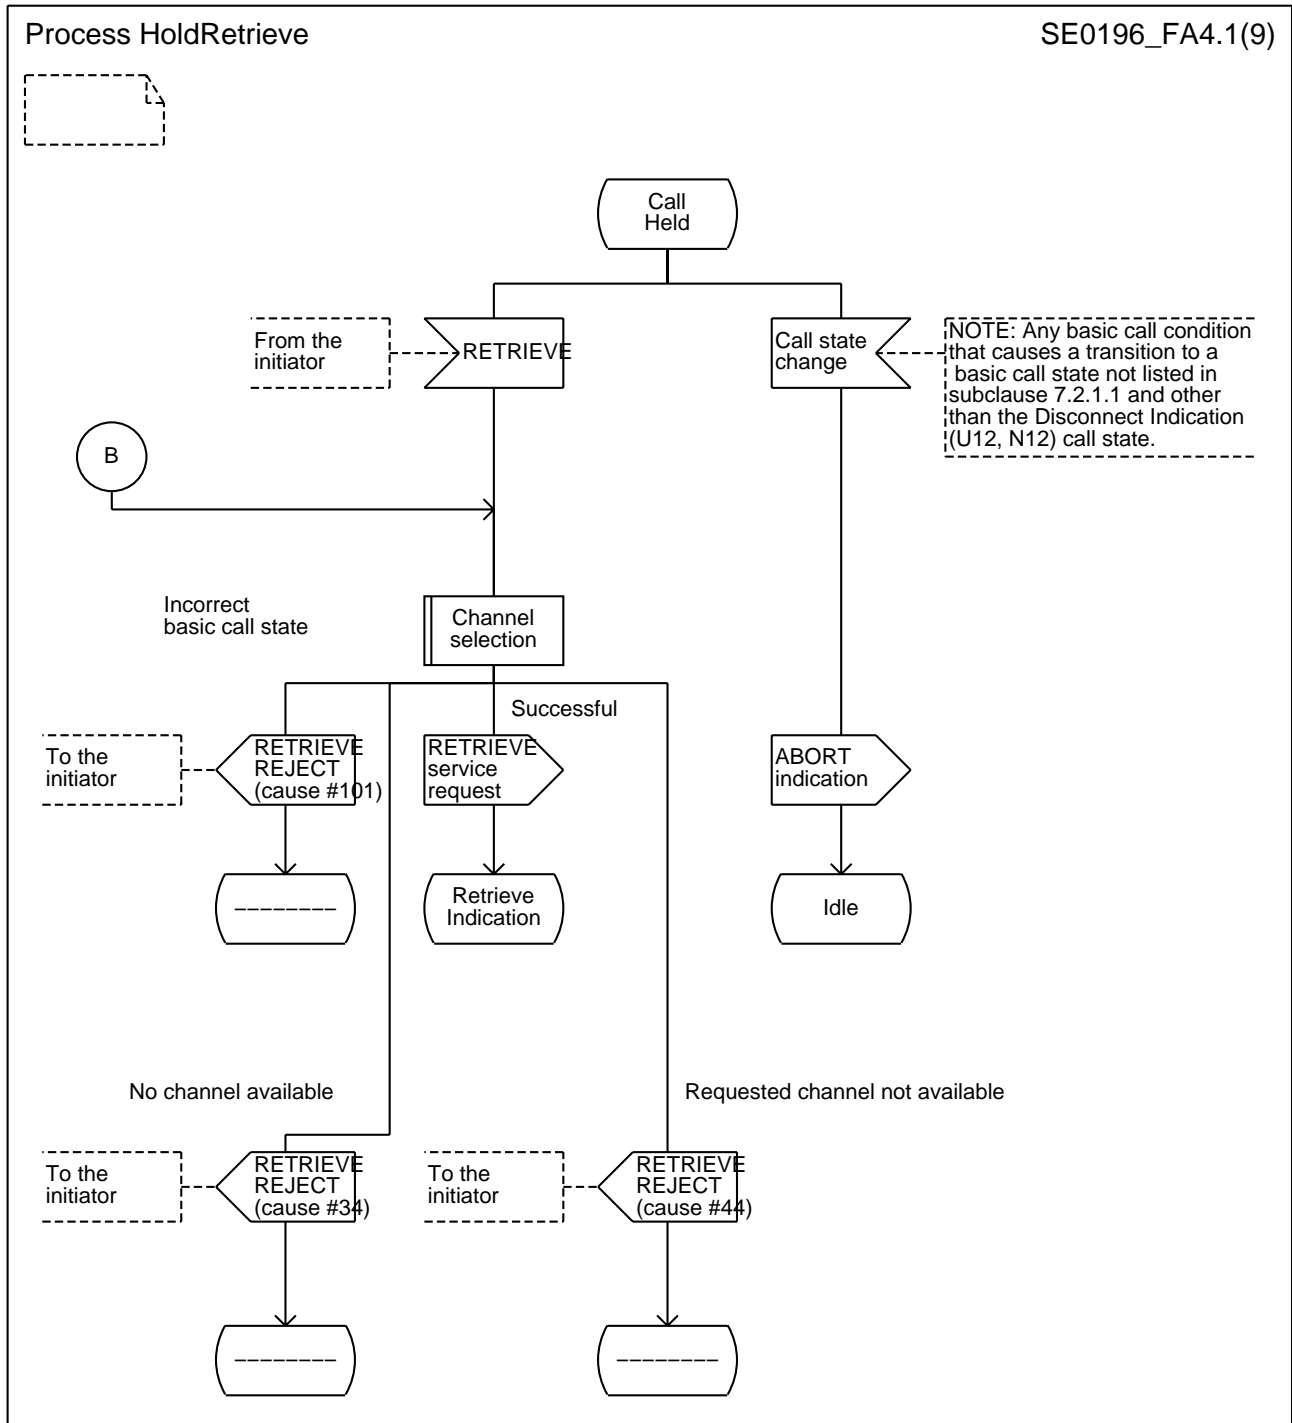 Process HoldRetrieve
SE0196_FA4.1(9)
Call
Held
From the
initiator
RETRIEVE
Call state
change
NOTE: Any basic call condition
that causes a transition to a
basic call state not listed in
subclause 7.2.1.1 and other
than the Disconnect Indication
(U12, N12) call state.
B
Incorrect
basic call state
Channel
selection
Successful
To the
initiator
RETRIEVE
REJECT
(cause #101)
RETRIEVE
service
request
ABORT
indication
Retrieve
Indication
Idle
No channel available
Requested channel not available
To the
initiator
RETRIEVE
REJECT
(cause #34)
To the
initiator
RETRIEVE
REJECT
(cause #44)